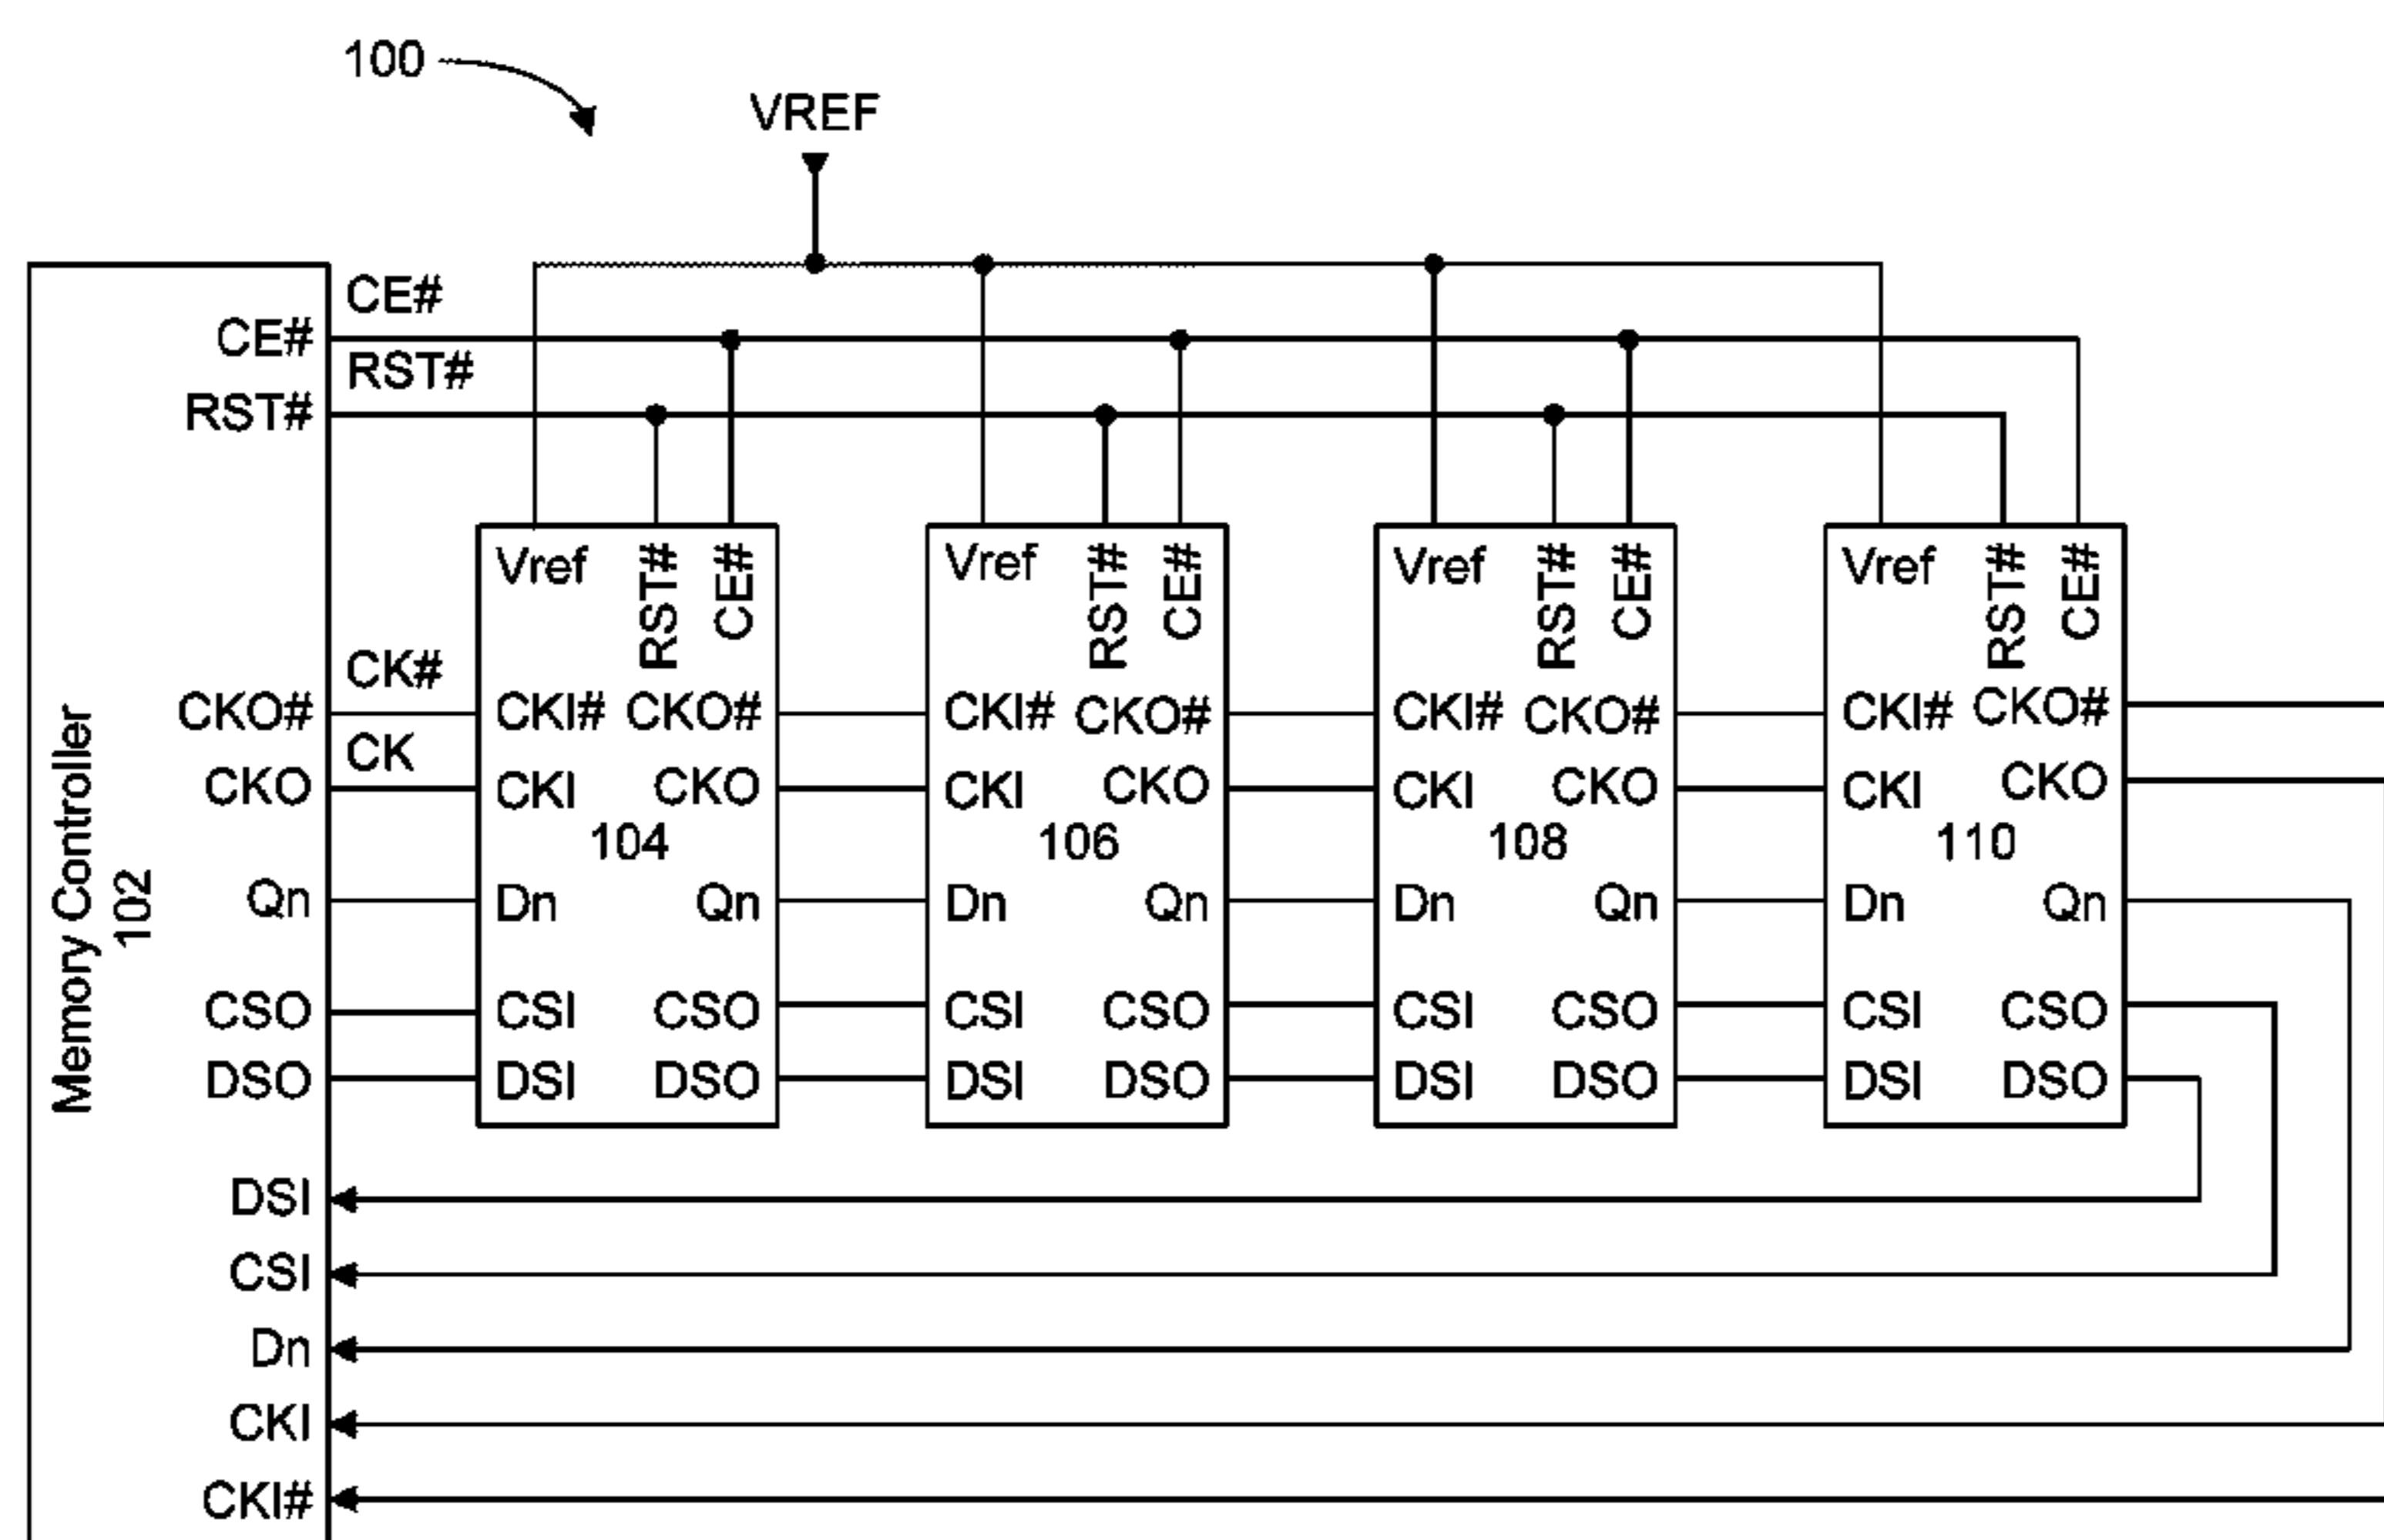 100
VREF
CE#
CE#
RST#
RST#
Vref RST# CE# Vref RST# CE# Vref RST# CE# Vref RST# CE#
CK#
CKO# CKI# CKO# CKI# CKO# CKI# CKO# CKI# CKO#
CK
CKO CKI CKO CKI CKO CKI CKO CKI CKO
104 106 108 110
Memory Controller
102
Qn Dn Qn Dn Qn Dn Qn Dn Qn
CSO CSI CSO CSI CSO CSI CSO CSI CSO
DSO DSI DSO DSI DSO DSI DSO DSI DSO
DSI
CSI
Dn
CKI
CKI#